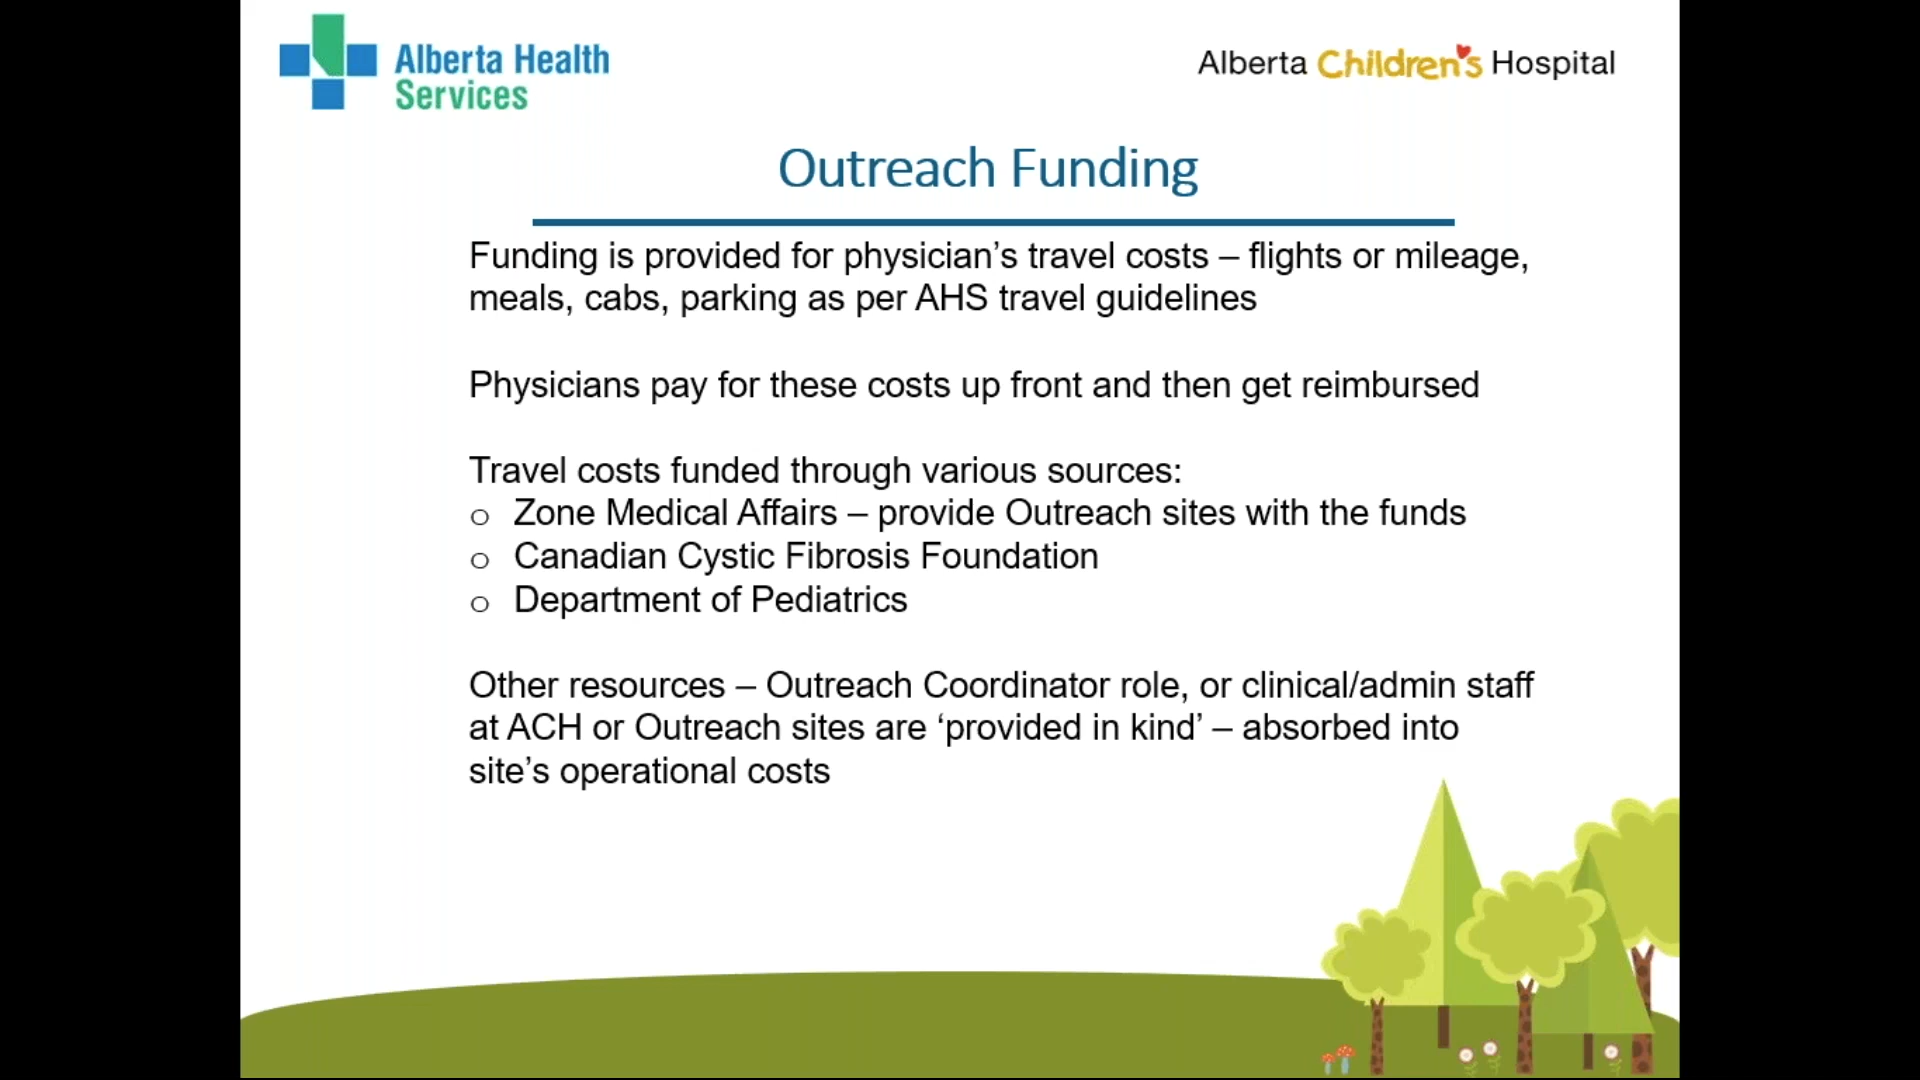 Alberta Health
Services
Alberta Children's Hospital
Outreach Funding
Funding is provided for physician’s travel costs – flights or mileage,
meals, cabs, parking as per AHS travel guidelines
Physicians pay for these costs up front and then get reimbursed
Travel costs funded through various sources:
o Zone Medical Affairs – provide Outreach sites with the funds
o Canadian Cystic Fibrosis Foundation
o Department of Pediatrics
Other resources – Outreach Coordinator role, or clinical/admin staff
at ACH or Outreach sites are ‘provided in kind’ – absorbed into
site’s operational costs